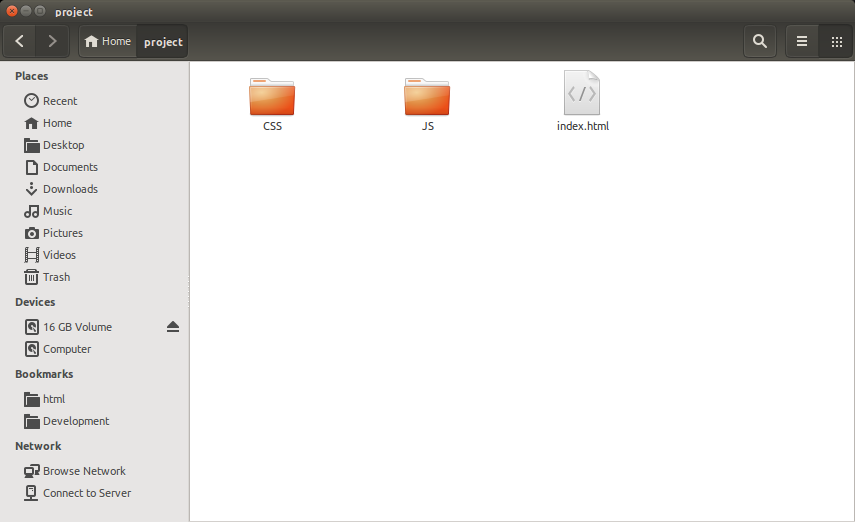 project
Home
project
Places
Recent
Home
Desktop
Documents
Downloads
Music
Pictures
Videos
Trash
Devices
16 GB Volume
Computer
Bookmarks
html
Development
Network
Browse Network
Connect to Server
CSS
JS
index.html